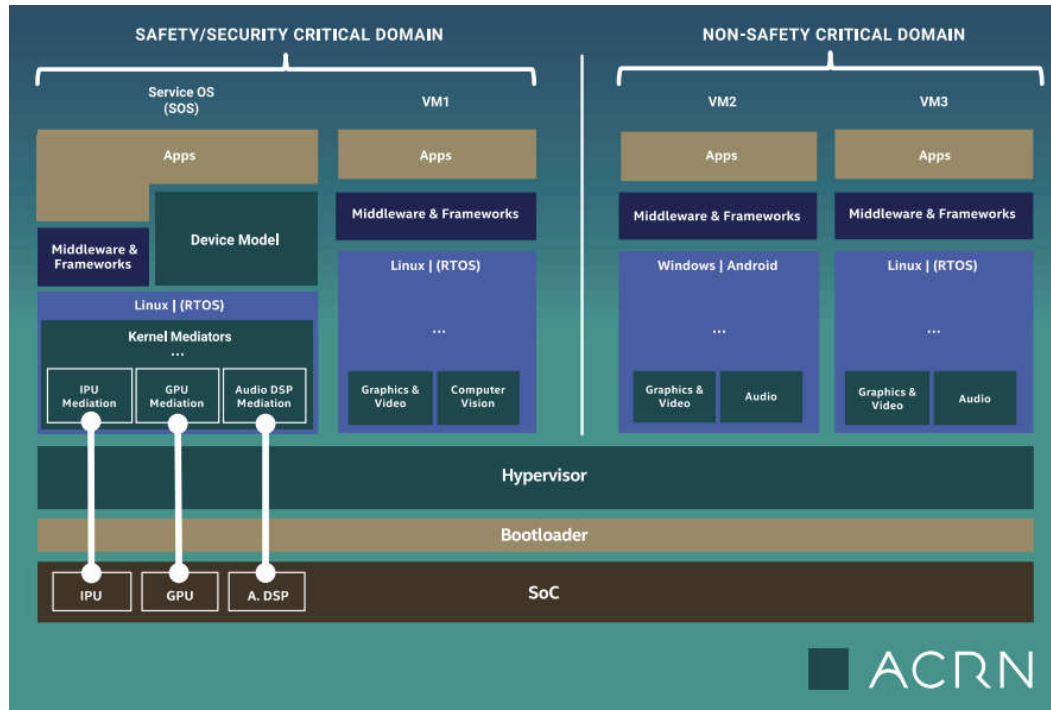 SAFETY/SECURITY CRITICAL DOMAIN
NON-SAFETY CRITICAL DOMAIN
Service OS
(SOS)
VM1
VM2
VM3
Apps
Apps
Apps
Apps
Middleware &
Frameworks
Device Model
Middleware & Frameworks
Middleware & Frameworks
Middleware & Frameworks
Linux | (RTOS)
Kernel Mediators
...
IPU
Mediation
GPU
Mediation
Audio DSP
Mediation
Linux | (RTOS)
...
Graphics &
Video
Computer
Vision
Windows | Android
...
Graphics &
Video
Audio
Linux | (RTOS)
...
Graphics &
Video
Audio
Hypervisor
Bootloader
IPU
GPU
A. DSP
SoC
ACRN